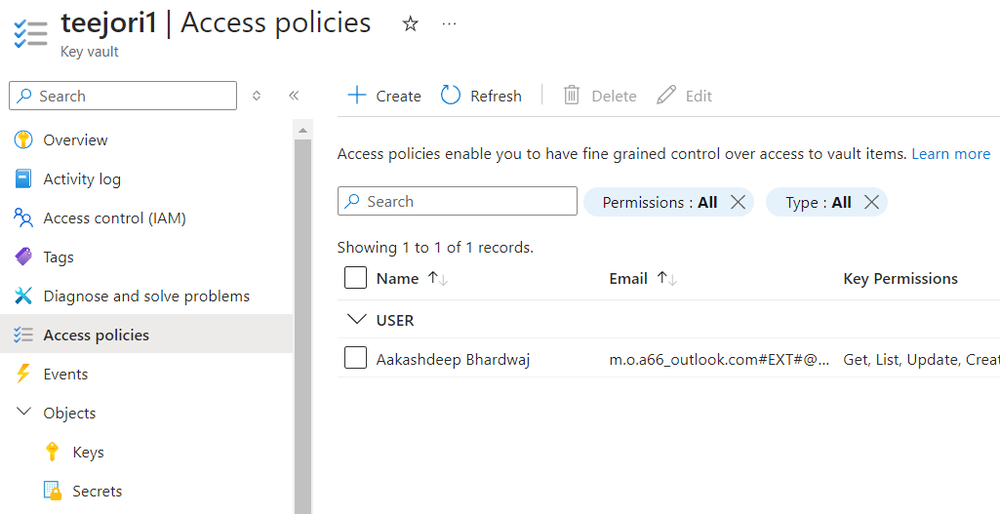 teejori1 | Access policies
Key vault
Search
Overview
Activity log
Access control (IAM)
Tags
Diagnose and solve problems
Access policies
Events
Objects
Keys
Secrets
Create Refresh Delete Edit
Access policies enable you to have fine grained control over access to vault items. Learn more
Search Permissions : All Type : All
Showing 1 to 1 of 1 records.
Name Email Key Permissions
USER
Aakashdeep Bhardwaj m.o.a66_outlook.com#EXT#@... Get, List, Update, Creat